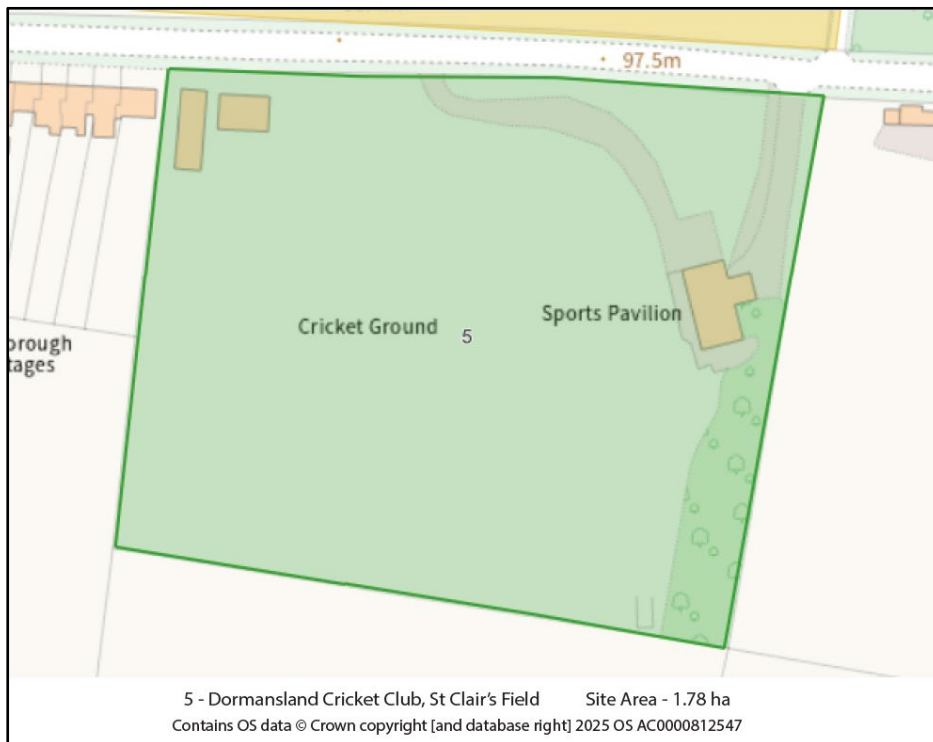 97.5m
Cricket Ground
5
Sports Pavilion
orough
tages
5 - Dormansland Cricket Club, St Clair's Field Site Area - 1.78 ha
Contains OS data © Crown copyright [and database right] 2025 OS AC0000812547